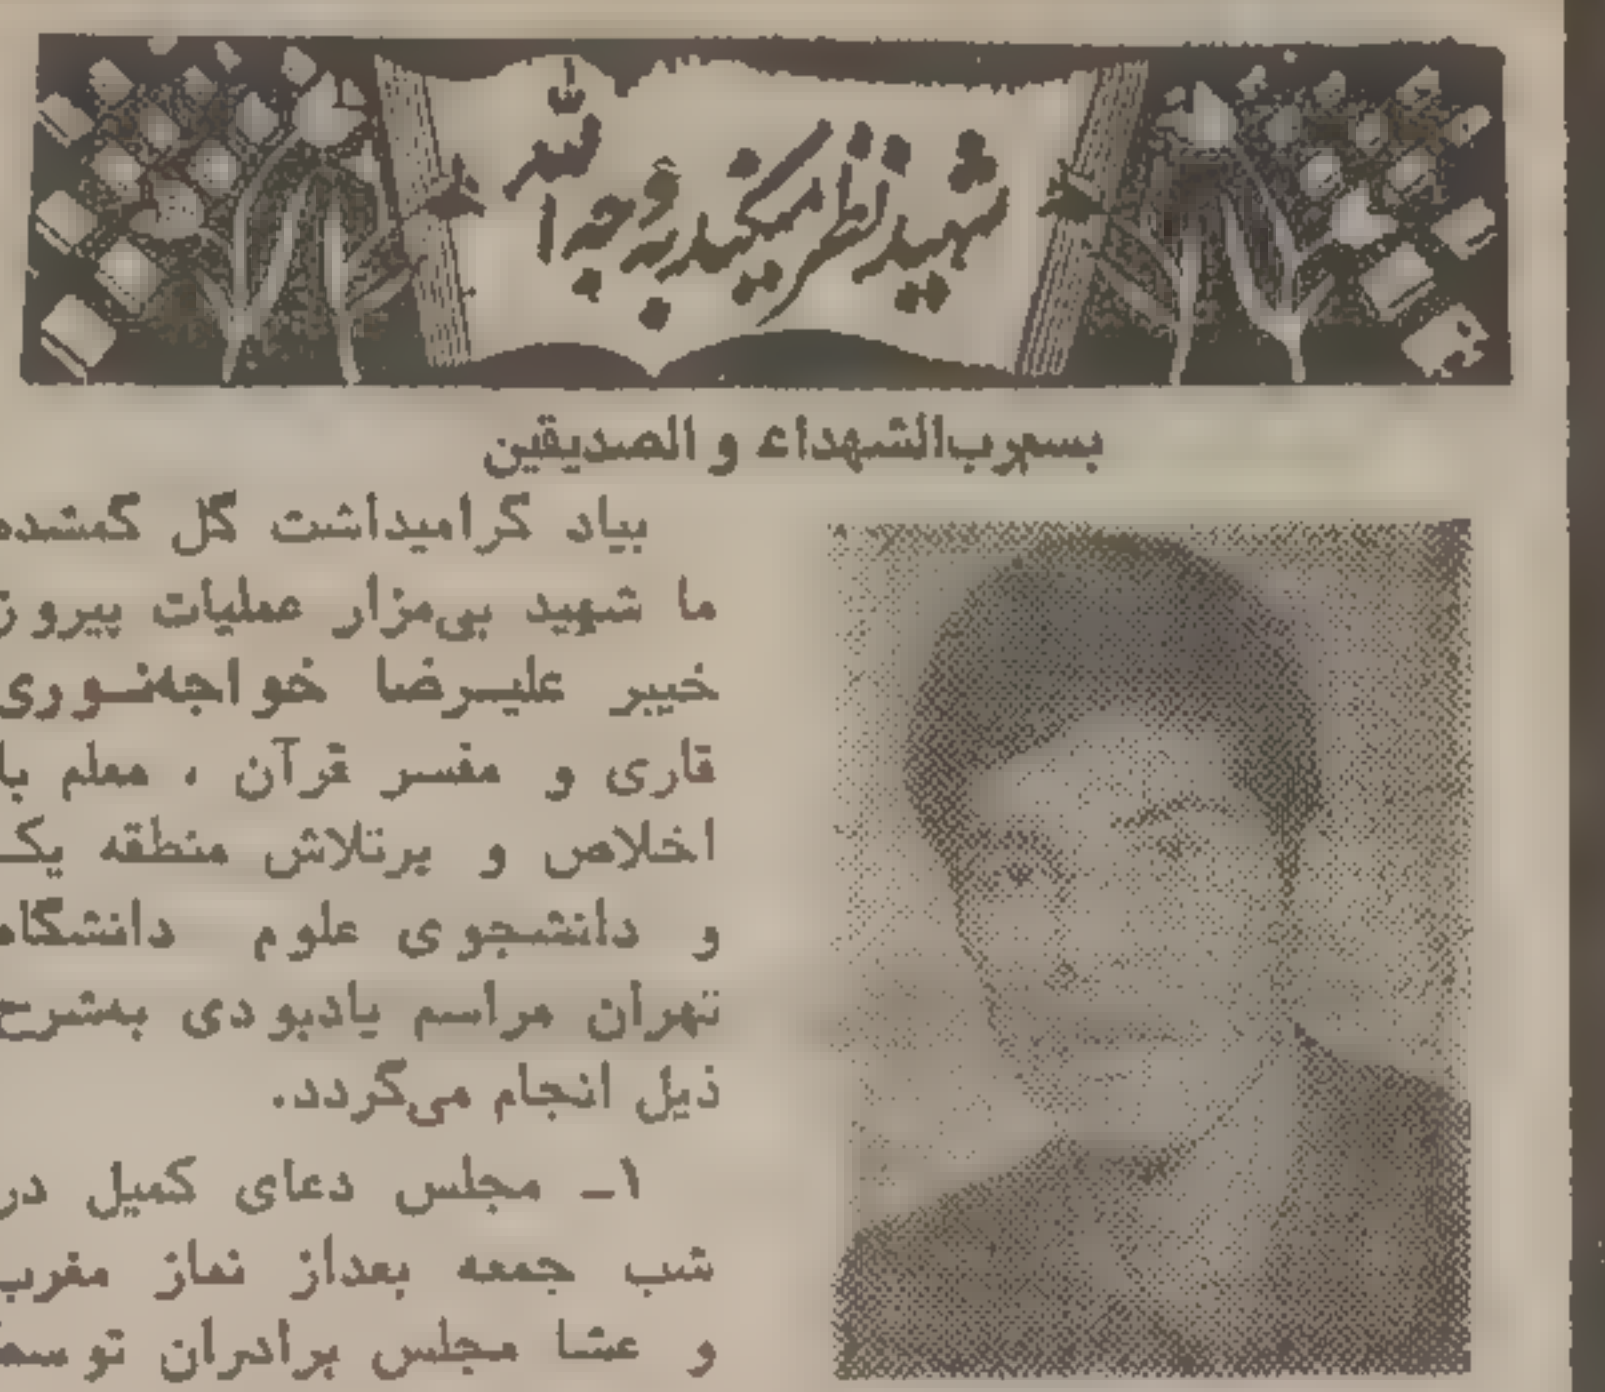 شهید نظر میکند به وجه الله
بسم‌رب‌الشهداء و الصدیقین
بیاد گرامیداشت گل گمشده
ما شهید بی‌مزار عملیات پیروز
خیبر علیرضا خواجه‌نوری
قاری و مفسر قرآن ، معلم با
اخلاص و پرتلاش منطقه یک
و دانشجوی علوم دانشگاه
تهران مراسم یادبودی به‌شرح
ذیل انجام می‌گردد.
۱ـ مجلس دعای کمیل در
شب جمعه بعداز نماز مغرب
و عشا مجلس برادران توسط